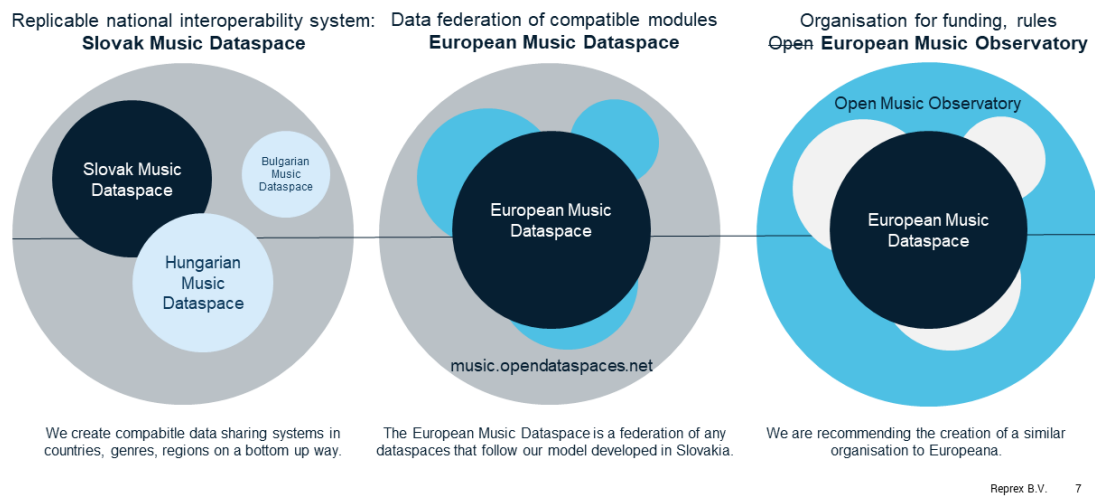 Replicable national interoperability system:
Slovak Music Dataspace
Slovak Music
Dataspace
Bulgarian
Music
Dataspace
Hungarian
Music
Dataspace
We create compabitle data sharing systems in
countries, genres, regions on a bottom up way.
Data federation of compatible modules
European Music Dataspace
European Music
Dataspace
music.opendataspaces.net
The European Music Dataspace is a federation of any
dataspaces that follow our model developed in Slovakia.
Organisation for funding, rules
Open European Music Observatory
Open Music Observatory
European Music
Dataspace
We are recommending the creation of a similar
organisation to Europeana.
Reprex B.V. 7